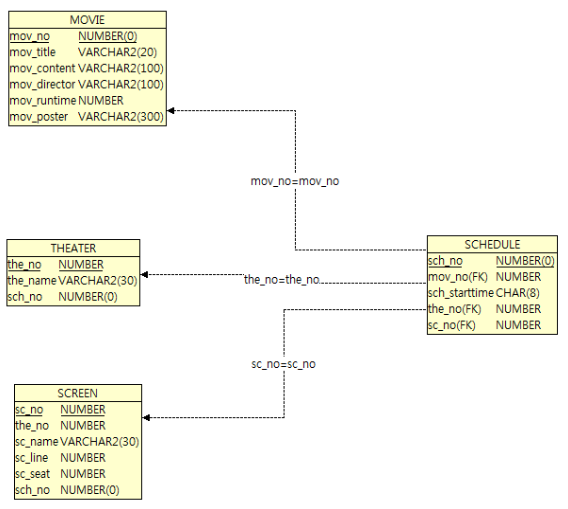 MOVIE
mov_no NUMBER(0)
mov_title VARCHAR2(20)
mov_content VARCHAR2(100)
mov_director VARCHAR2(100)
mov_runtime NUMBER
mov_poster VARCHAR2(300)
mov_no=mov_no
THEATER
the_no NUMBER
the_name VARCHAR2(30)
sch_no NUMBER(0)
the_no=the_no
SCHEDULE
sch_no NUMBER(0)
mov_no(FK) NUMBER
sch_starttime CHAR(8)
the_no(FK) NUMBER
sc_no(FK) NUMBER
sc_no=sc_no
SCREEN
sc_no NUMBER
the_no NUMBER
sc_name VARCHAR2(30)
sc_line NUMBER
sc_seat NUMBER
sch_no NUMBER(0)